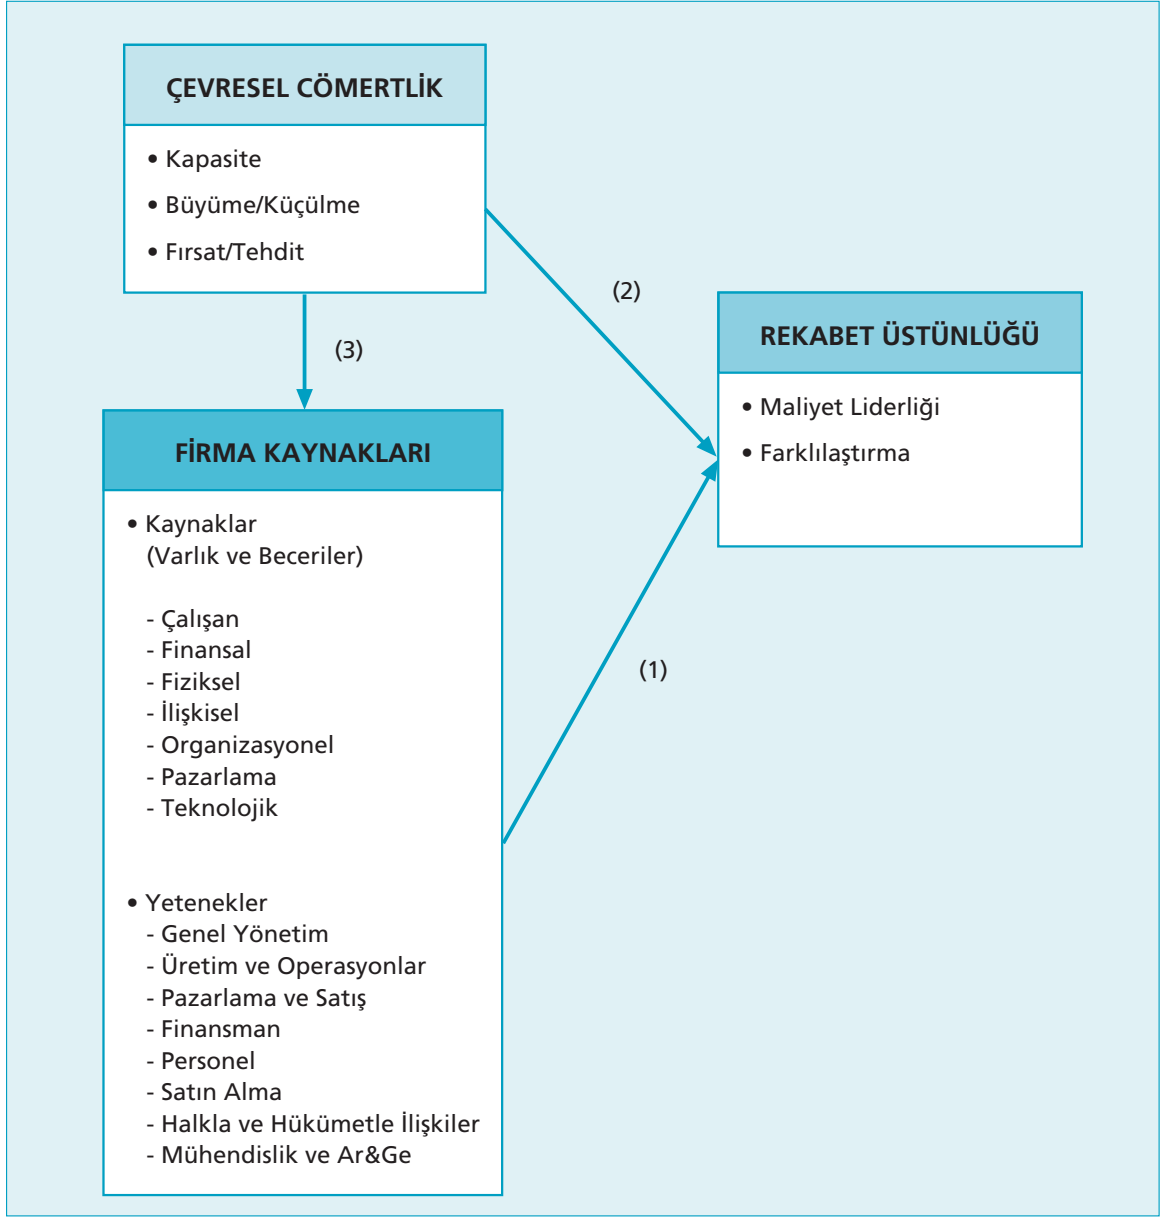 ÇEVRESEL CÖMERTLİK
• Kapasite
• Büyüme/Küçülme
• Fırsat/Tehdit
(2)
(3)
REKABET ÜSTÜNLÜĞÜ
• Maliyet Liderliği
• Farklılaştırma
FİRMA KAYNAKLARI
• Kaynaklar
(Varlık ve Beceriler)
- Çalışan
- Finansal
- Fiziksel
- İlişkisel
- Organizasyonel
- Pazarlama
- Teknolojik
(1)
• Yetenekler
- Genel Yönetim
- Üretim ve Operasyonlar
- Pazarlama ve Satış
- Finansman
- Personel
- Satın Alma
- Halkla ve Hükümetle İlişkiler
- Mühendislik ve Ar&Ge